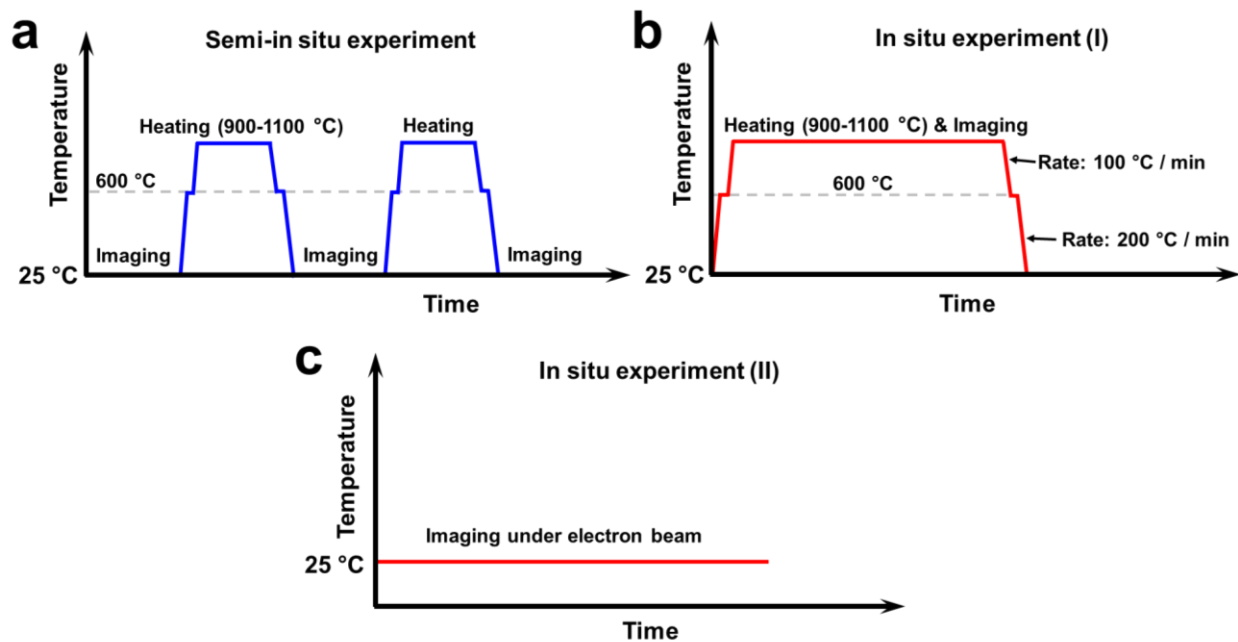 a
Semi-in situ experiment
Temperature
Heating (900-1100 °C)
Heating
600 °C
Imaging
Imaging
Imaging
25 °C
Time
b
In situ experiment (I)
Temperature
Heating (900-1100 °C) & Imaging
Rate: 100 °C / min
600 °C
Rate: 200 °C / min
25 °C
Time
c
In situ experiment (II)
Temperature
Imaging under electron beam
25 °C
Time